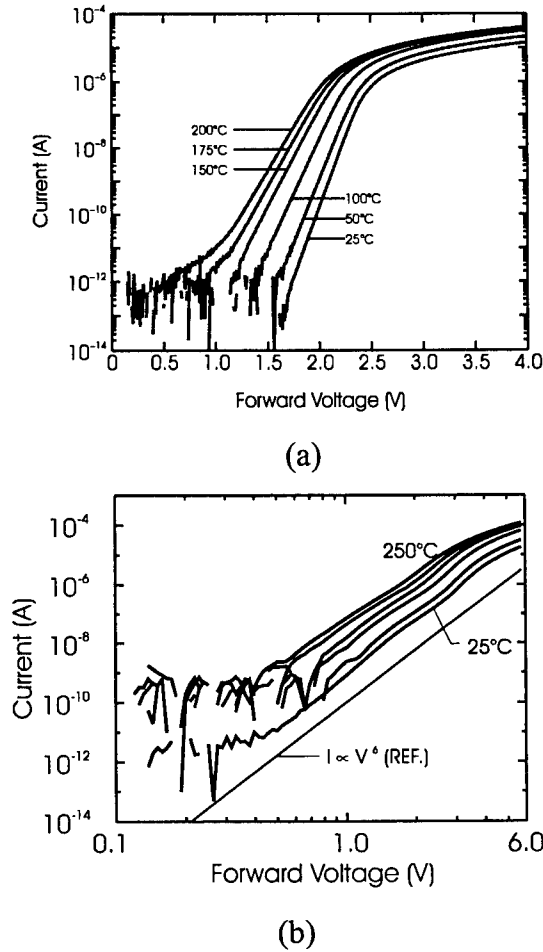 10⁻⁴
10⁻⁶
10⁻⁸
10⁻¹⁰
10⁻¹²
10⁻¹⁴
Current (A)
200°C
175°C
150°C
100°C
50°C
25°C
0 0.5 1.0 1.5 2.0 2.5 3.0 3.5 4.0
Forward Voltage (V)
(a)
10⁻⁴
10⁻⁶
10⁻⁸
10⁻¹⁰
10⁻¹²
10⁻¹⁴
Current (A)
250°C
25°C
I ∝ V⁶ (REF.)
0.1 1.0 6.0
Forward Voltage (V)
(b)